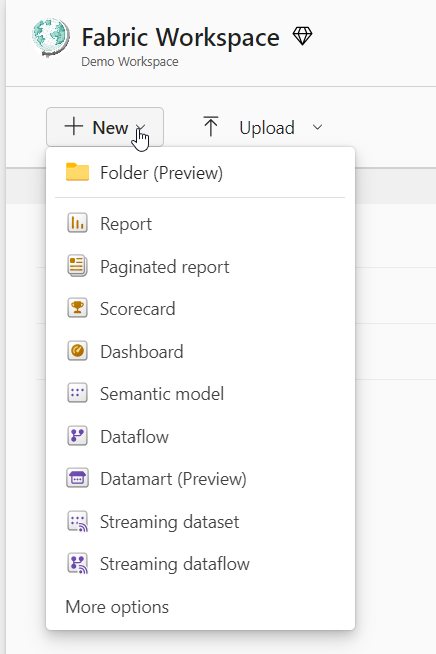 Fabric Workspace
Demo Workspace
New
Upload
Folder (Preview)
Report
Paginated report
Scorecard
Dashboard
Semantic model
Dataflow
Datamart (Preview)
Streaming dataset
Streaming dataflow
More options